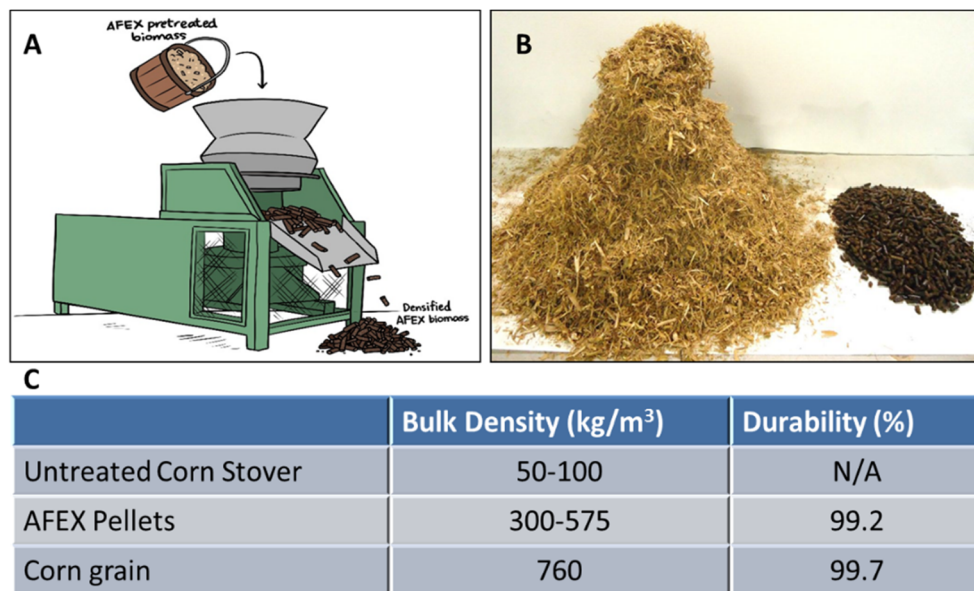 A
AFEX pretreated
biomass
Densified
AFEX biomass
B
C
Bulk Density (kg/m³) Durability (%)
Untreated Corn Stover 50-100 N/A
AFEX Pellets 300-575 99.2
Corn grain 760 99.7